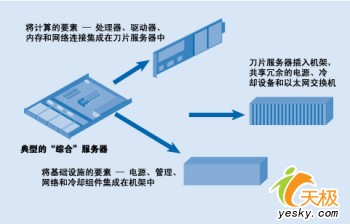 将计算的要素 — 处理器、驱动器、
内存和网络连接集成在刀片服务器中
刀片服务器插入机架，
共享冗余的电源、冷
却设备和以太网交换机
典型的“综合”服务器
将基础设施的要素 — 电源、管理、
网络和冷却组件集成在机架中
天极
yesky.com